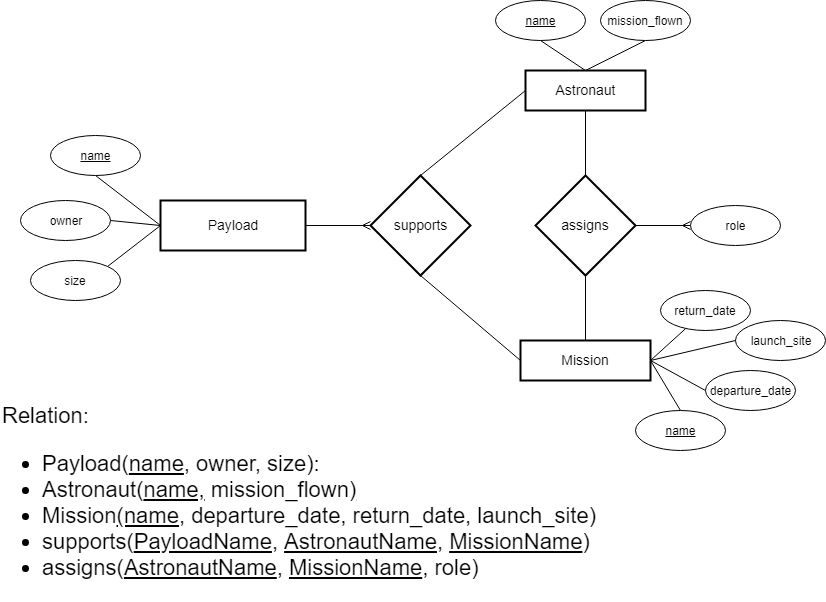 name
mission_flown
Astronaut
name
owner
size
Payload
supports
assigns
role
return_date
launch_site
Mission
departure_date
name
Relation:
Payload(name, owner, size):
Astronaut(name, mission_flown)
Mission(name, departure_date, return_date, launch_site)
supports(PayloadName, AstronautName, MissionName)
assigns(AstronautName, MissionName, role)